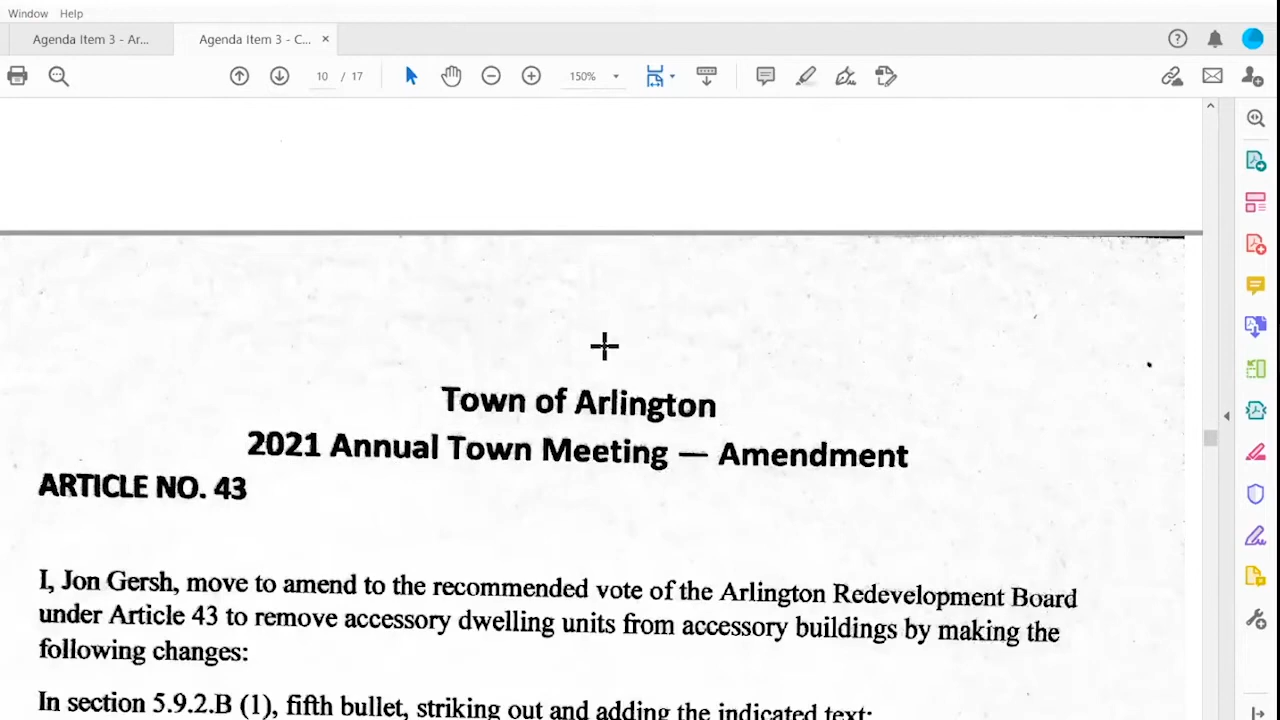 Window Help
Agenda Item 3 - Ar...
Agenda Item 3 - C... ×
10 / 17
150%
Town of Arlington
2021 Annual Town Meeting — Amendment
ARTICLE NO. 43
I, Jon Gersh, move to amend to the recommended vote of the Arlington Redevelopment Board
under Article 43 to remove accessory dwelling units from accessory buildings by making the
following changes:
In section 5.9.2.B (1), fifth bullet, striking out and adding the indicated text: